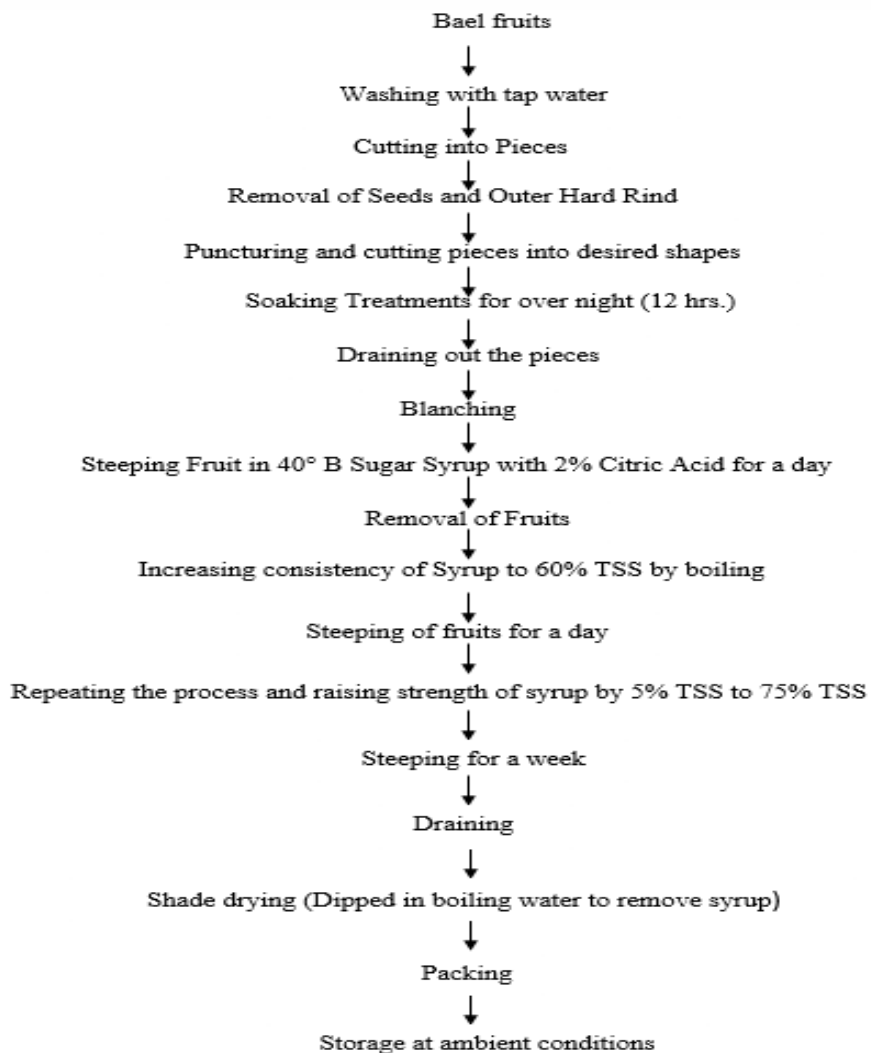 Bael fruits
Washing with tap water
Cutting into Pieces
Removal of Seeds and Outer Hard Rind
Puncturing and cutting pieces into desired shapes
Soaking Treatments for over night (12 hrs.)
Draining out the pieces
Blanching
Steeping Fruit in 40° B Sugar Syrup with 2% Citric Acid for a day
Removal of Fruits
Increasing consistency of Syrup to 60% TSS by boiling
Steeping of fruits for a day
Repeating the process and raising strength of syrup by 5% TSS to 75% TSS
Steeping for a week
Draining
Shade drying (Dipped in boiling water to remove syrup)
Packing
Storage at ambient conditions